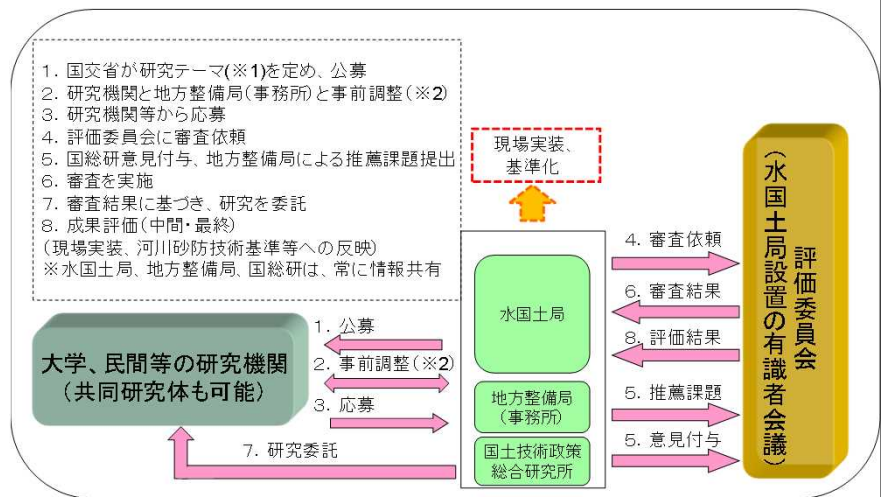 1. 国交省が研究テーマ(※1)を定め、公募
2. 研究機関と地方整備局(事務所)と事前調整(※2)
3. 研究機関等から応募
4. 評価委員会に審査依頼
5. 国総研意見付与、地方整備局による推薦課題提出
6. 審査を実施
7. 審査結果に基づき、研究を委託
8. 成果評価(中間・最終)
(現場実装、河川砂防技術基準等への反映)
※水国土局、地方整備局、国総研は、常に情報共有
現場実装、
基準化
大学、民間等の研究機関
(共同研究体も可能)
1. 公募
2. 事前調整(※2)
3. 応募
7. 研究委託
水国土局
地方整備局
(事務所)
国土技術政策
総合研究所
4. 審査依頼
6. 審査結果
8. 評価結果
5. 推薦課題
5. 意見付与
評価委員会
(水国土局設置の有識者会議)